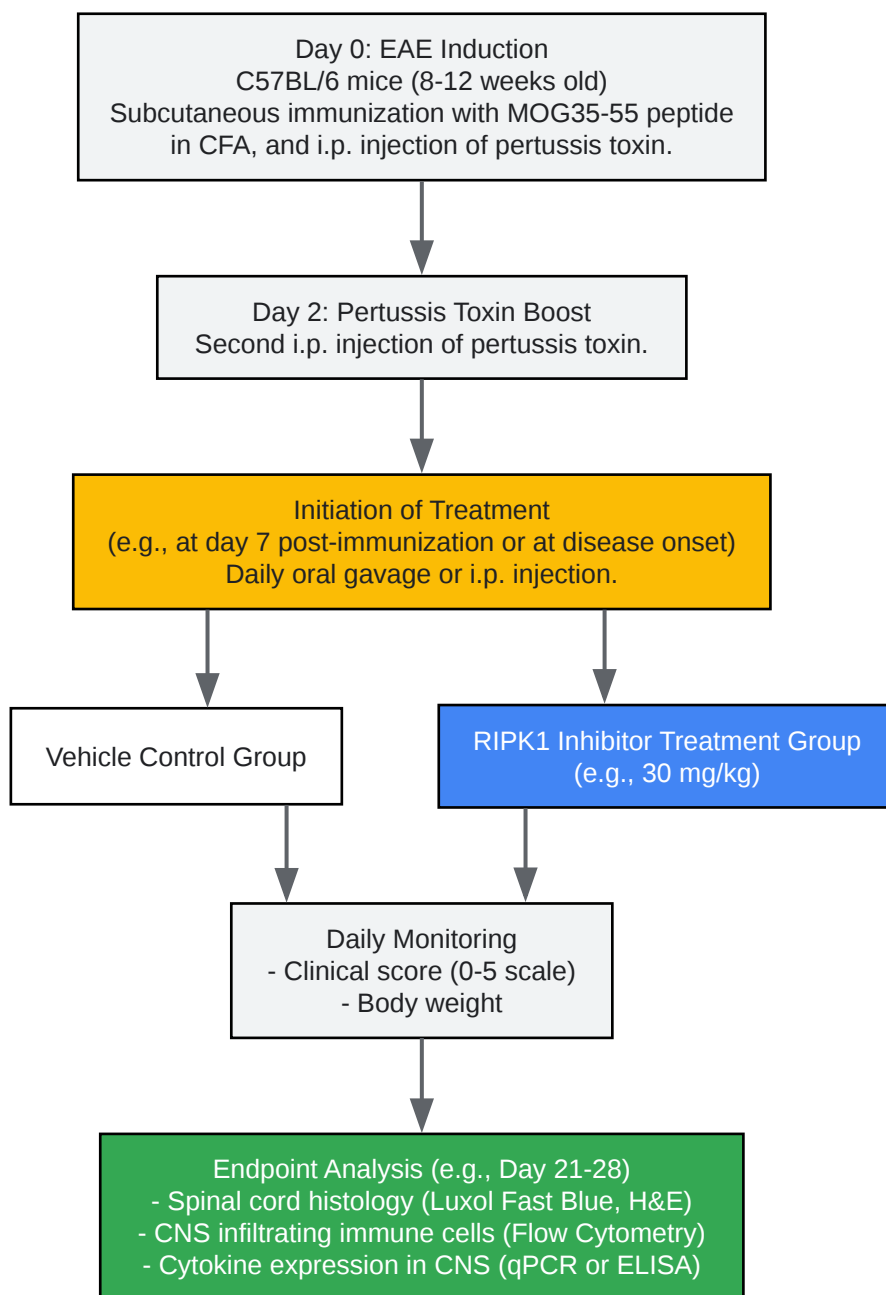 Day 0: EAE Induction
C57BL/6 mice (8-12 weeks old)
Subcutaneous immunization with MOG35-55 peptide
in CFA, and i.p. injection of pertussis toxin.
Day 2: Pertussis Toxin Boost
Second i.p. injection of pertussis toxin.
Initiation of Treatment
(e.g., at day 7 post-immunization or at disease onset)
Daily oral gavage or i.p. injection.
Vehicle Control Group
RIPK1 Inhibitor Treatment Group
(e.g., 30 mg/kg)
Daily Monitoring
- Clinical score (0-5 scale)
- Body weight
Endpoint Analysis (e.g., Day 21-28)
- Spinal cord histology (Luxol Fast Blue, H&E)
- CNS infiltrating immune cells (Flow Cytometry)
- Cytokine expression in CNS (qPCR or ELISA)